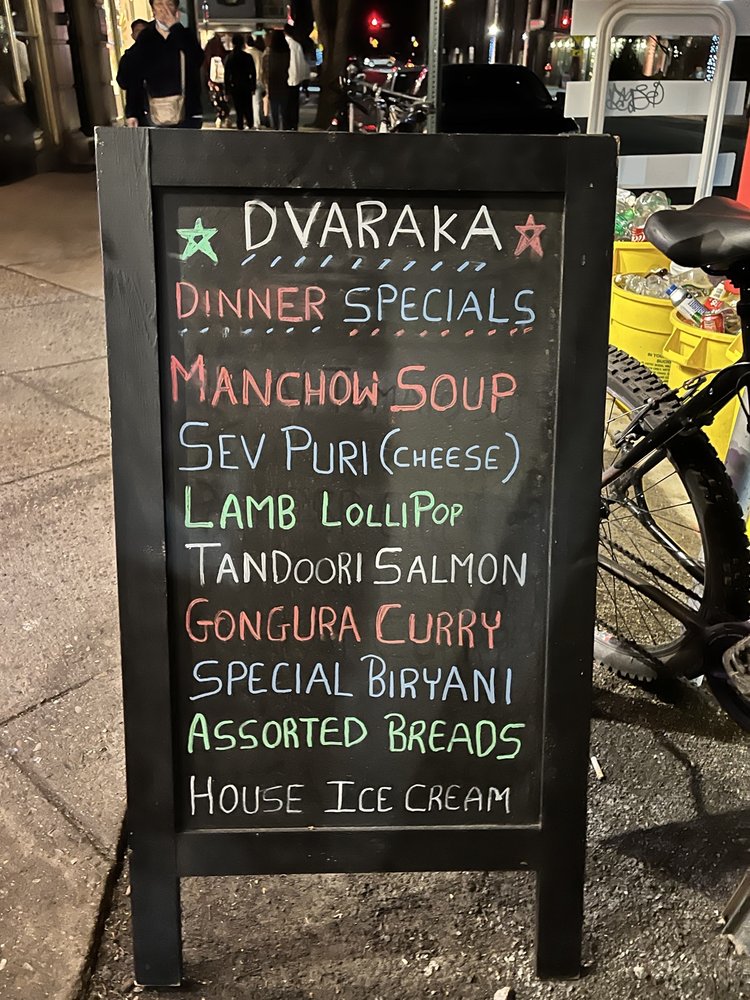 DVARAKA
DINNER SPECIALS
MANCHOW SOUP
SEV PURI (CHEESE)
LAMB LOLLIPOP
TANDOORI SALMON
GONGURA CURRY
SPECIAL BIRYANI
ASSORTED BREADS
HOUSE ICE CREAM